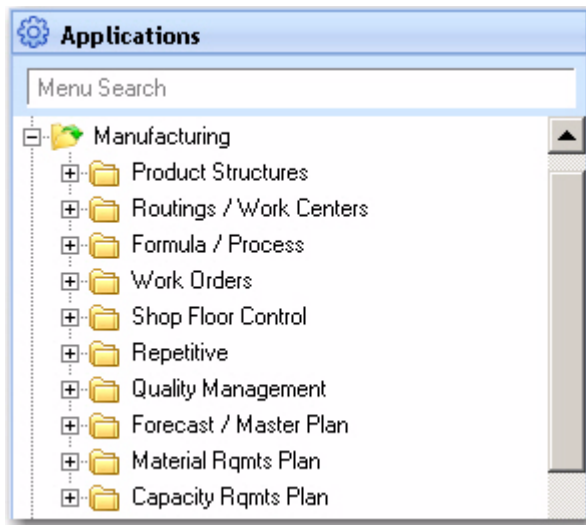 Applications
Menu Search
Manufacturing
Product Structures
Routings / Work Centers
Formula / Process
Work Orders
Shop Floor Control
Repetitive
Quality Management
Forecast / Master Plan
Material Rqmts Plan
Capacity Rqmts Plan